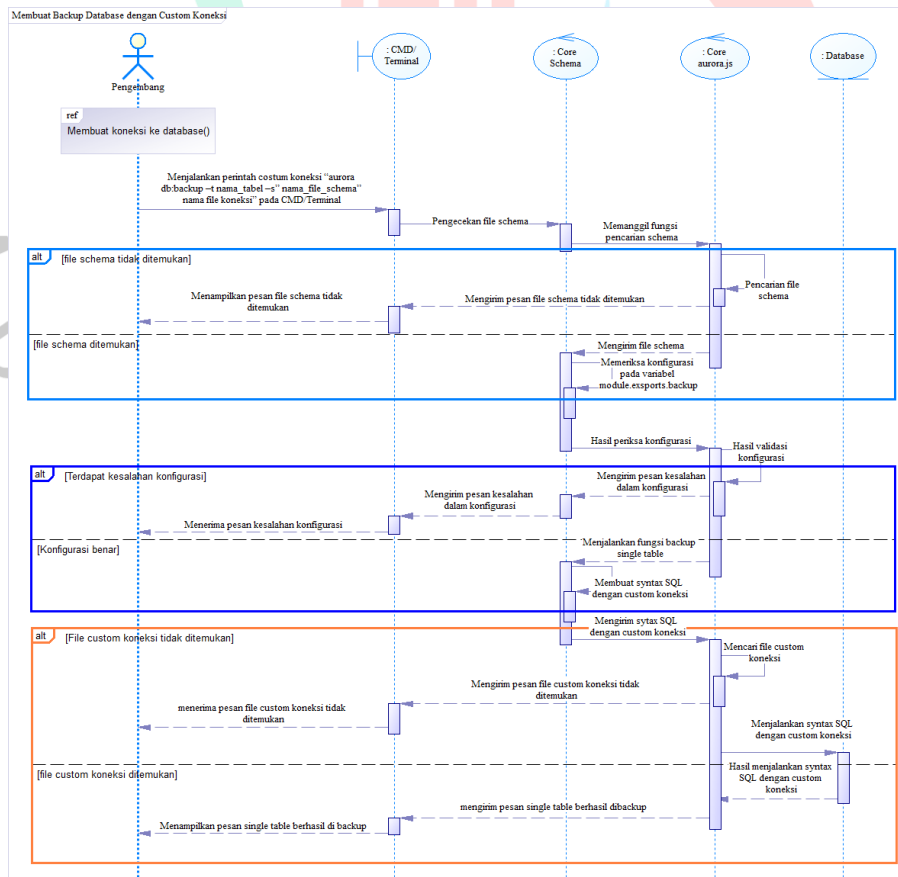 Membuat Backup Database dengan Custom Koneksi
: CMD/
Terminal
: Core
Schema
: Core
aurora.js
: Database
Pengembang
ref
Membuat koneksi ke database()
Menjalankan perintah costum koneksi “aurora
db:backup –t nama_tabel –s” nama_file_schema”
nama file koneksi” pada CMD/Terminal
Pengecekan file schema
Memanggil fungsi
pencarian schema
alt
[file schema tidak ditemukan]
Pencarian file
schema
Mengirim pesan file schema tidak ditemukan
Menampilkan pesan file schema tidak
ditemukan
[file schema ditemukan]
Mengirim file schema
Memeriksa konfigurasi
pada variabel
module.exsports.backup
Hasil periksa konfigurasi
Hasil validasi
konfigurasi
alt
[Terdapat kesalahan konfigurasi]
Mengirim pesan kesalahan
dalam konfigurasi
Mengirim pesan kesalahan
dalam konfigurasi
Menerima pesan kesalahan konfigurasi
[Konfigurasi benar]
Menjalankan fungsi backup
single table
Membuat syntax SQL
dengan custom koneksi
Mengirim sytax SQL
dengan custom koneksi
alt
[File custom koneksi tidak ditemukan]
Mencari file custom
koneksi
Mengirim pesan file custom koneksi tidak
ditemukan
menerima pesan file custom koneksi tidak
ditemukan
Menjalankan syntax SQL
dengan custom koneksi
[file custom koneksi ditemukan]
Hasil menjalankan syntax
SQL dengan custom
koneksi
mengirim pesan single table berhasil dibackup
Menampilkan pesan single table berhasil di backup